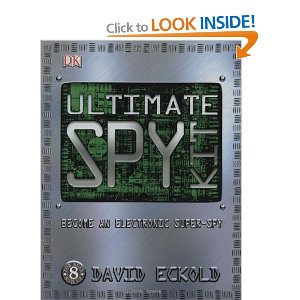 Click to LOOK INSIDE!
DK
ULTIMATE
SPY
KIT
BECOME AN ELECTRONIC SUPER-SPY
8
DAVID ECKOLD